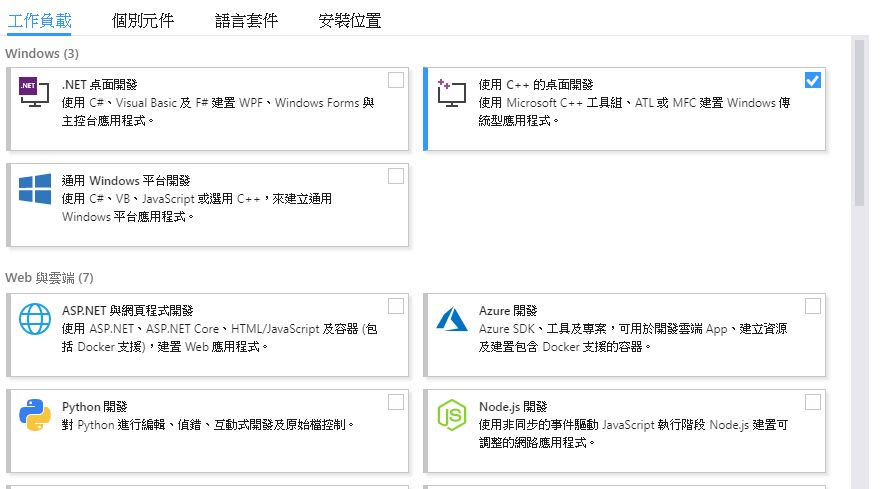 工作負載 個別元件 語言套件 安裝位置
Windows (3)
.NET
.NET 桌面開發
使用 C#、Visual Basic 及 F# 建置 WPF、Windows Forms 與
主控台應用程式。
使用 C++ 的桌面開發
使用 Microsoft C++ 工具組、ATL 或 MFC 建置 Windows 傳
統型應用程式。
通用 Windows 平台開發
使用 C#、VB、JavaScript 或選用 C++，來建立通用
Windows 平台應用程式。
Web 與雲端 (7)
ASP.NET 與網頁程式開發
使用 ASP.NET、ASP.NET Core、HTML/JavaScript 及容器 (包
括 Docker 支援)，建置 Web 應用程式。
Azure 開發
Azure SDK、工具及專案，可用於開發雲端 App、建立資源
及建置包含 Docker 支援的容器。
Python 開發
對 Python 進行編輯、偵錯、互動式開發及原始檔控制。
JS
Node.js 開發
使用非同步的事件驅動 JavaScript 執行階段 Node.js 建置可
調整的網路應用程式。